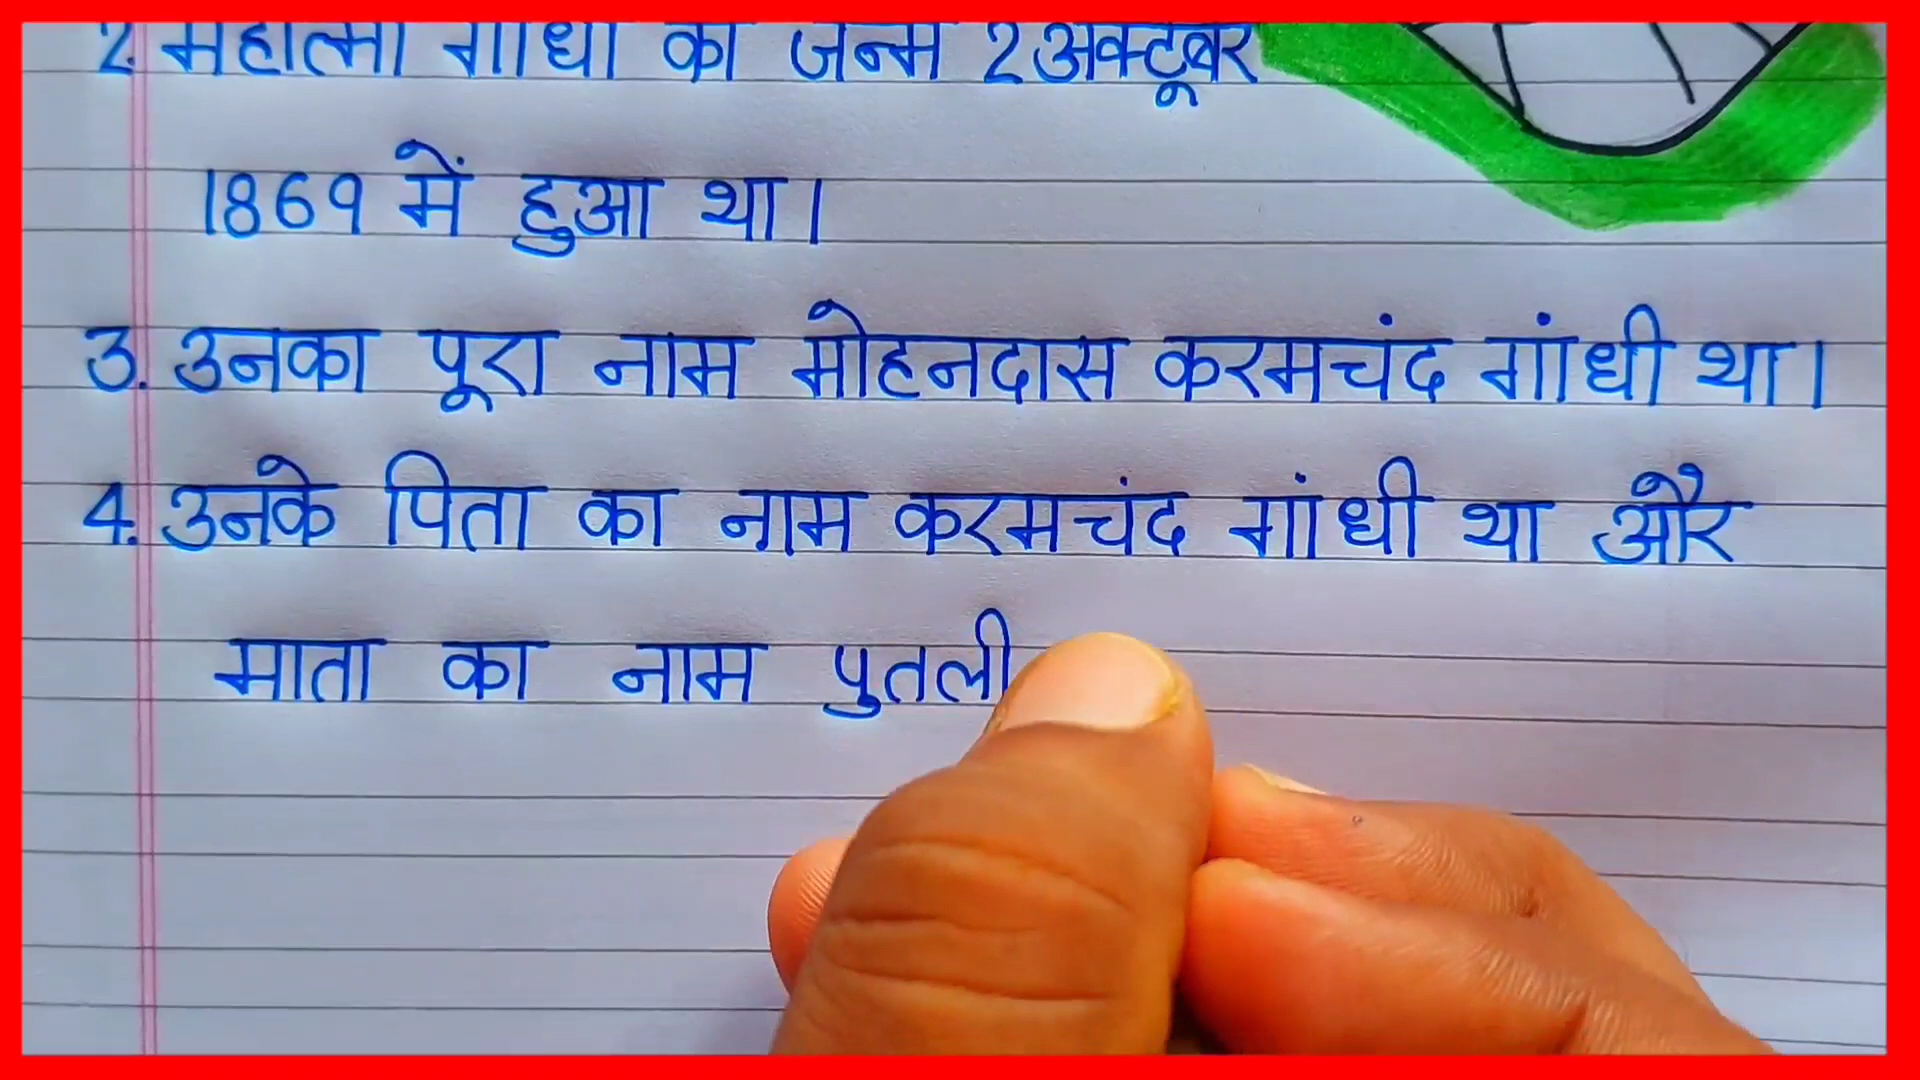 2. महात्मा गांधी का जन्म 2 अक्टूबर
1869 में हुआ था।
3. उनका पूरा नाम मोहनदास करमचंद गांधी था।
4. उनके पिता का नाम करमचंद गांधी था और
माता का नाम पुतली